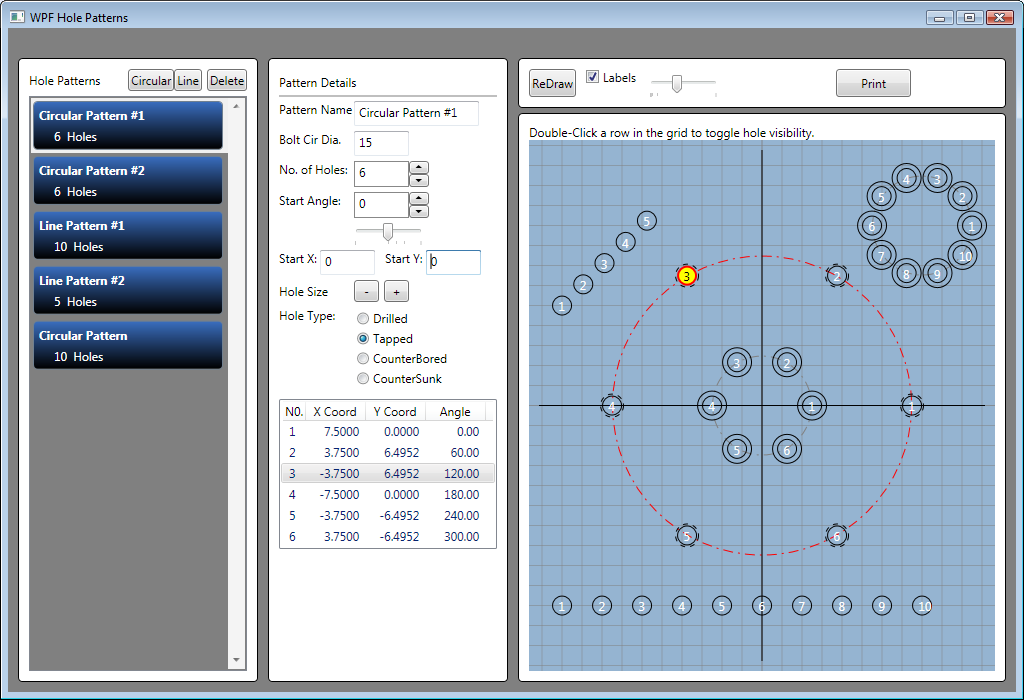 WPF Hole Patterns
Hole Patterns
Circular
Line
Delete
Circular Pattern #1
6 Holes
Circular Pattern #2
6 Holes
Line Pattern #1
10 Holes
Line Pattern #2
5 Holes
Circular Pattern
10 Holes
Pattern Details
Pattern Name Circular Pattern #1
Bolt Cir Dia. 15
No. of Holes: 6
Start Angle: 0
Start X: 0 Start Y: 0
Hole Size - +
Hole Type: Drilled
Tapped
CounterBored
CounterSunk
N0. X Coord Y Coord Angle
1 7.5000 0.0000 0.00
2 3.7500 6.4952 60.00
3 -3.7500 6.4952 120.00
4 -7.5000 0.0000 180.00
5 -3.7500 -6.4952 240.00
6 3.7500 -6.4952 300.00
ReDraw
Labels
Print
Double-Click a row in the grid to toggle hole visibility.
4 3
5 2
6 1
7 10
8 9
5
4
3
2
1
3 2
3 2
4 4 1 1
5 6
5 6
1 2 3 4 5 6 7 8 9 10